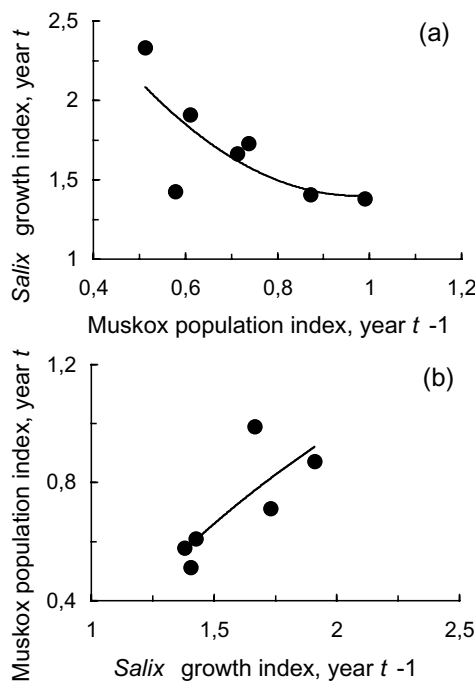 (a)
2,5
2
1,5
1
Salix growth index, year t
0,4 0,6 0,8 1 1,2
Muskox population index, year t -1
(b)
1,2
0,8
0,4
Muskox population index, year t
1 1,5 2 2,5
Salix growth index, year t -1